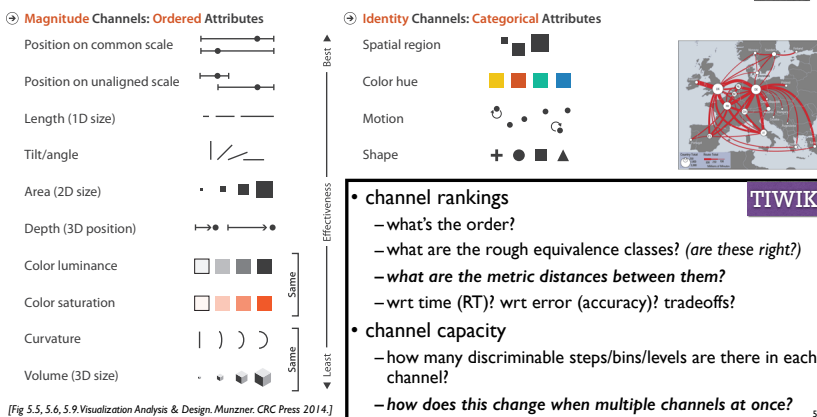 Magnitude Channels: Ordered Attributes
Position on common scale
Position on unaligned scale
Length (1D size)
Tilt/angle
Area (2D size)
Depth (3D position)
Color luminance
Color saturation
Curvature
Volume (3D size)
Same
Same
Best
Effectiveness
Least
Identity Channels: Categorical Attributes
Spatial region
Color hue
Motion
Shape
TIWIK
• channel rankings
–what's the order?
–what are the rough equivalence classes? (are these right?)
–what are the metric distances between them?
–wrt time (RT)? wrt error (accuracy)? tradeoffs?
• channel capacity
–how many discriminable steps/bins/levels are there in each
channel?
–how does this change when multiple channels at once?
[Fig 5.5, 5.6, 5.9. Visualization Analysis & Design. Munzner. CRC Press 2014.]
5